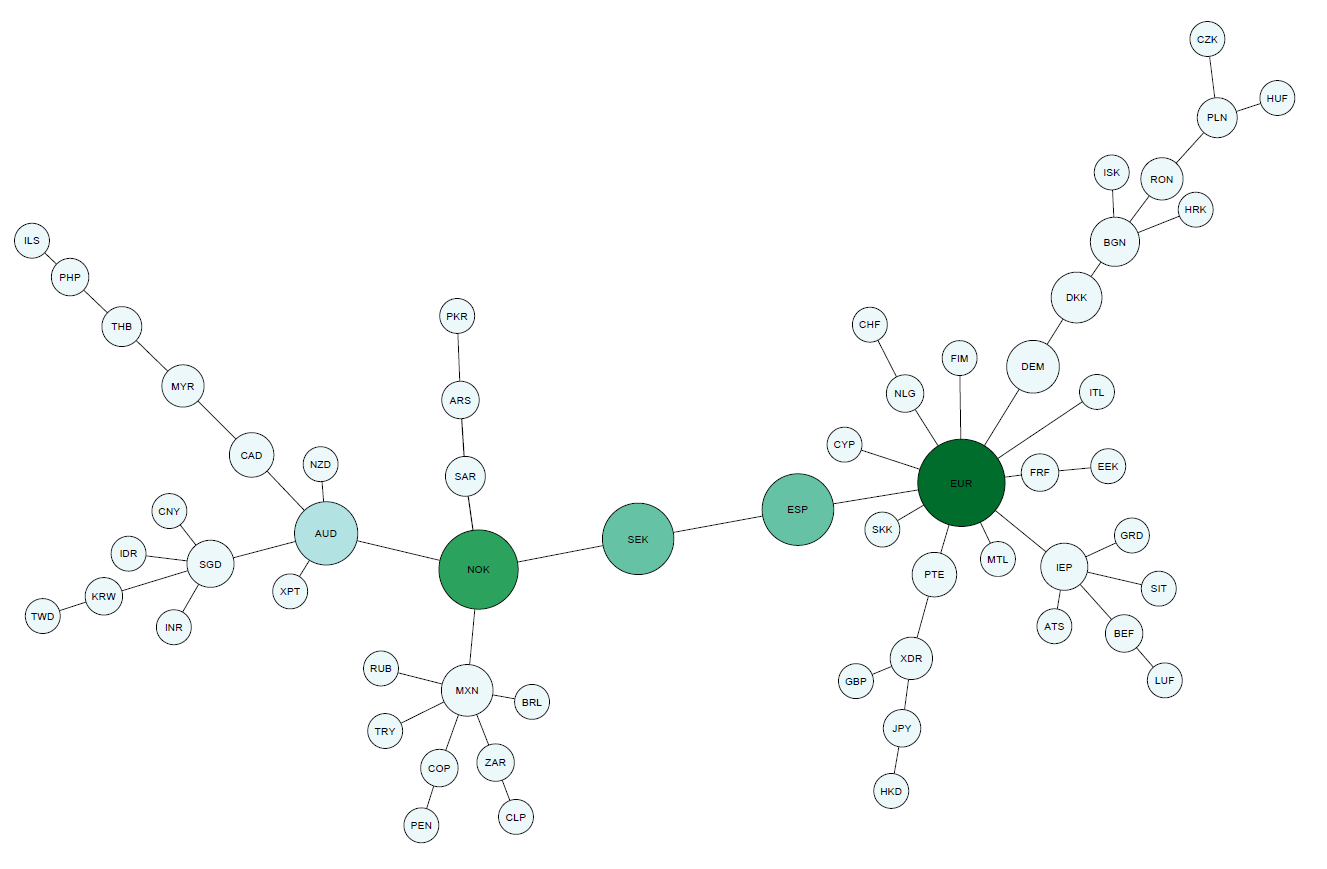 CZK
HUF
PLN
ISK
RON
HRK
ILS
BGN
PHP
DKK
PKR
CHF
THB
FIM
DEM
MYR
ITL
NLG
ARS
CYP
CAD
NZD
EEK
FRF
SAR
EUR
CNY
ESP
SKK
AUD
GRD
SEK
IDR
MTL
SGD
IEP
NOK
PTE
SIT
XPT
KRW
TWD
ATS
INR
BEF
XDR
RUB
LUF
GBP
MXN
BRL
JPY
TRY
ZAR
COP
HKD
CLP
PEN